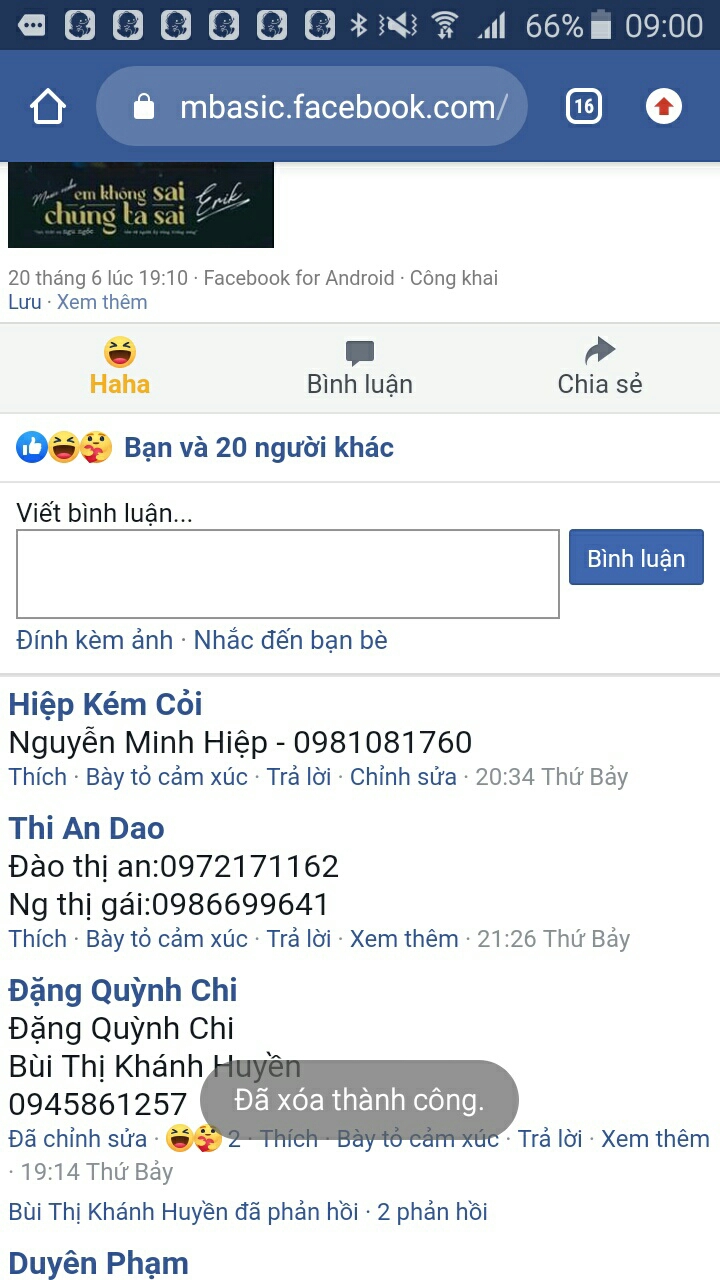 66% 09:00
mbasic.facebook.com/
16
em không sai
chúng ta sai
Erik
20 tháng 6 lúc 19:10 · Facebook for Android · Công khai
Lưu · Xem thêm
Haha
Bình luận
Chia sẻ
Bạn và 20 người khác
Viết bình luận...
Bình luận
Đính kèm ảnh · Nhắc đến bạn bè
Hiệp Kém Cỏi
Nguyễn Minh Hiệp - 0981081760
Thích · Bày tỏ cảm xúc · Trả lời · Chỉnh sửa · 20:34 Thứ Bảy
Thi An Dao
Đào thị an:0972171162
Ng thị gái:0986699641
Thích · Bày tỏ cảm xúc · Trả lời · Xem thêm · 21:26 Thứ Bảy
Đặng Quỳnh Chi
Đặng Quỳnh Chi
Bùi Thị Khánh Huyền
0945861257
Đã xóa thành công.
Đã chỉnh sửa · 2 · Thích · Bày tỏ cảm xúc · Trả lời · Xem thêm
· 19:14 Thứ Bảy
Bùi Thị Khánh Huyền đã phản hồi · 2 phản hồi
Duyên Phạm